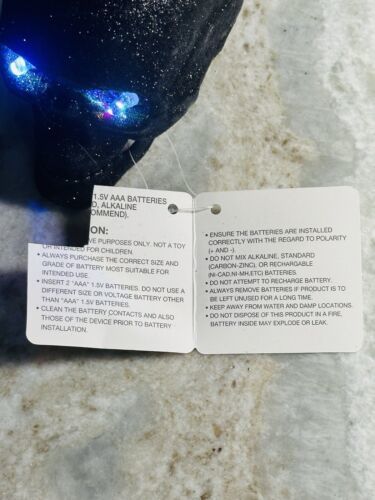 1.5V AAA BATTERIES
D, ALKALINE
OMMEND).
ON:
VE PURPOSES ONLY. NOT A TOY
OR INTENDED FOR CHILDREN.
• ALWAYS PURCHASE THE CORRECT SIZE AND
GRADE OF BATTERY MOST SUITABLE FOR
INTENDED USE.
• INSERT 2 "AAA" 1.5V BATTERIES. DO NOT USE A
DIFFERENT SIZE OR VOLTAGE BATTERY OTHER
THAN "AAA" 1.5V BATTERIES.
• CLEAN THE BATTERY CONTACTS AND ALSO
THOSE OF THE DEVICE PRIOR TO BATTERY
INSTALLATION.
• ENSURE THE BATTERIES ARE INSTALLED
CORRECTLY WITH THE REGARD TO POLARITY
(+ AND -).
• DO NOT MIX ALKALINE, STANDARD
(CARBON-ZINC), OR RECHARGABLE
(NI-CAD.NI-MH,ETC) BATTERIES.
• DO NOT ATTEMPT TO RECHARGE BATTERY.
• ALWAYS REMOVE BATTERIES IF PRODUCT IS TO
BE LEFT UNUSED FOR A LONG TIME.
• KEEP AWAY FROM WATER AND DAMP LOCATIONS.
• DO NOT DISPOSE OF THIS PRODUCT IN A FIRE,
BATTERY INSIDE MAY EXPLODE OR LEAK.